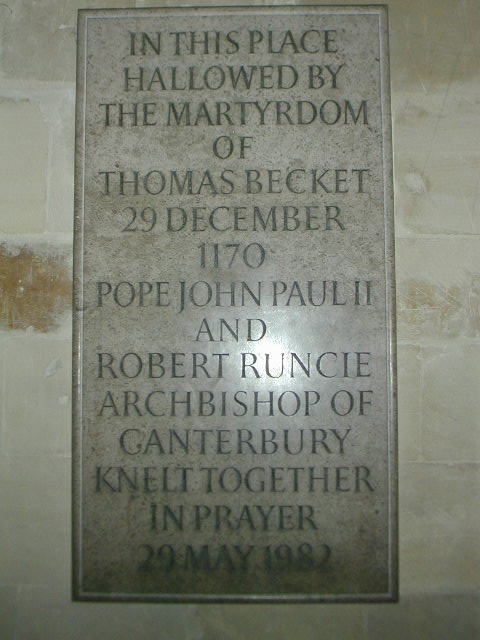 IN THIS PLACE
HALLOWED BY
THE MARTYRDOM
OF
THOMAS BECKET
29 DECEMBER
1170
POPE JOHN PAUL II
AND
ROBERT RUNCIE
ARCHBISHOP OF
CANTERBURY
KNELT TOGETHER
IN PRAYER
29 MAY 1982